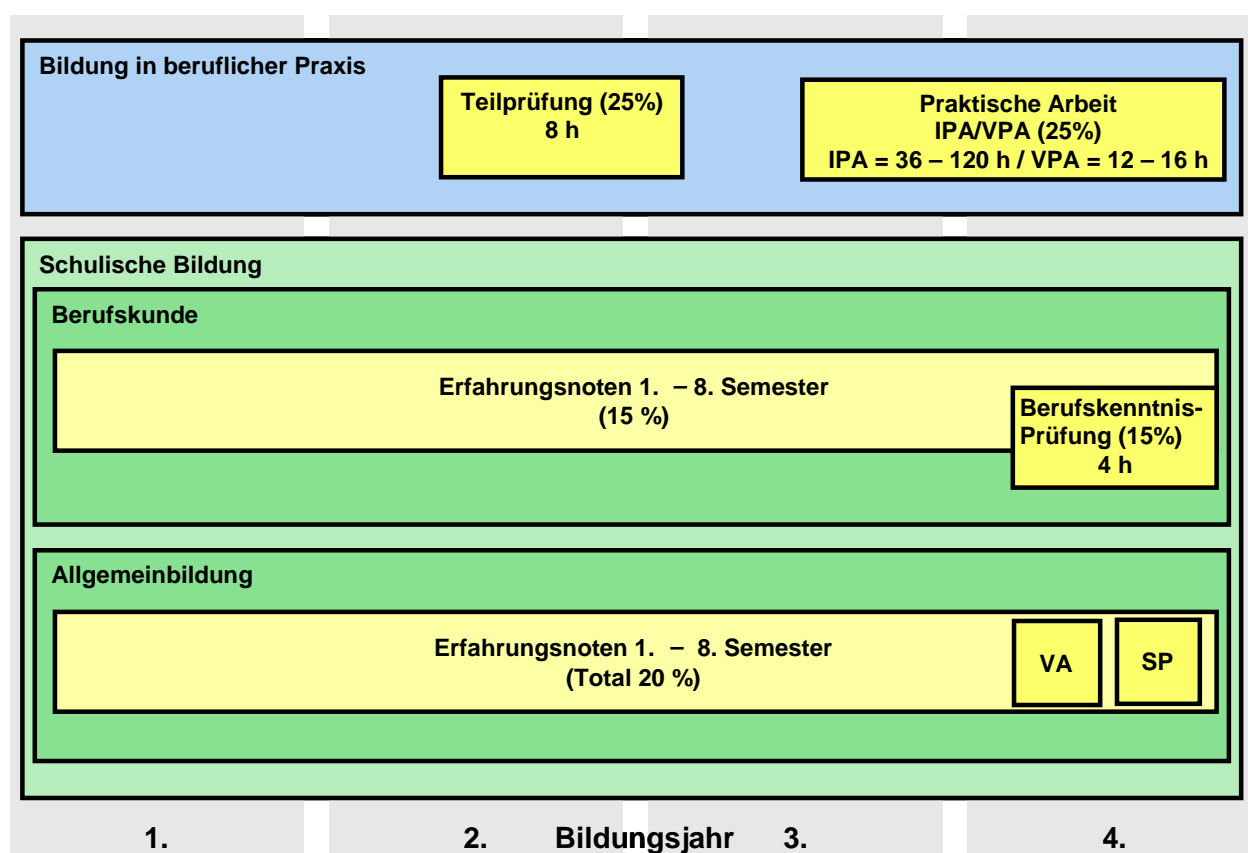 Bildung in beruflicher Praxis
Teilprüfung (25%)
8 h
Praktische Arbeit
IPA/VPA (25%)
IPA = 36 – 120 h / VPA = 12 – 16 h
Schulische Bildung
Berufskunde
Erfahrungsnoten 1. – 8. Semester
(15 %)
Berufskenntnis-
Prüfung (15%)
4 h
Allgemeinbildung
Erfahrungsnoten 1. – 8. Semester
(Total 20 %)
VA
SP
1. 2. Bildungsjahr 3. 4.